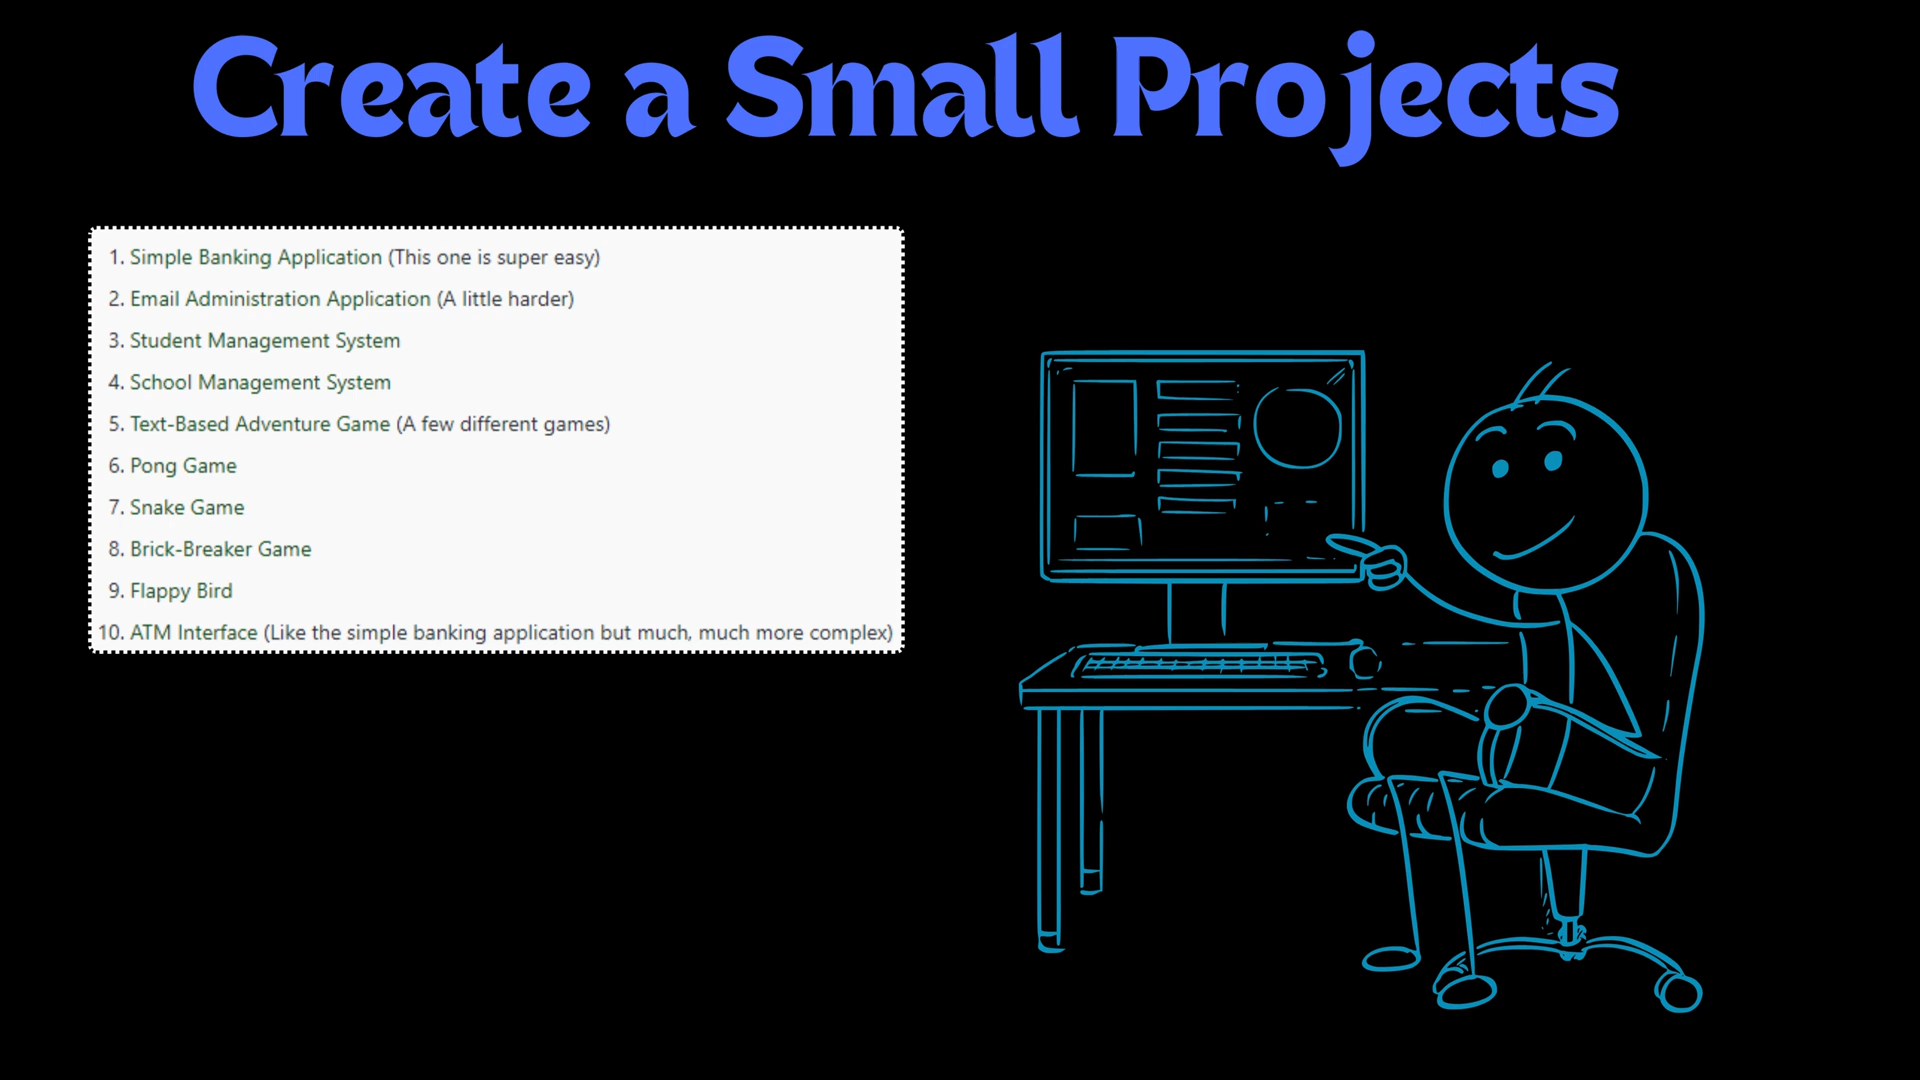 Create a Small Projects
1. Simple Banking Application (This one is super easy)
2. Email Administration Application (A little harder)
3. Student Management System
4. School Management System
5. Text-Based Adventure Game (A few different games)
6. Pong Game
7. Snake Game
8. Brick-Breaker Game
9. Flappy Bird
10. ATM Interface (Like the simple banking application but much, much more complex)